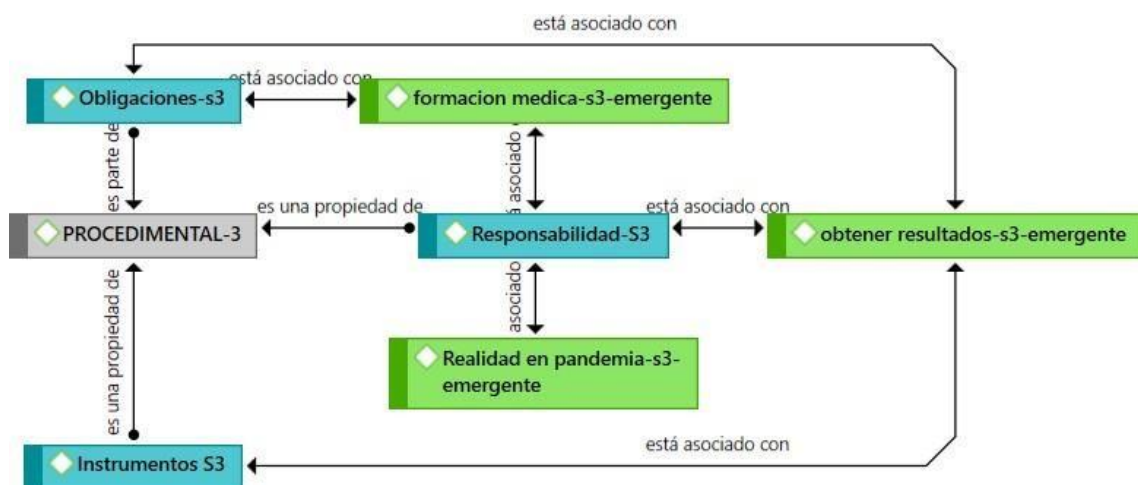 está asociado con
está asociado con
Obligaciones-s3
formacion medica-s3-emergente
es parte de
asociado
es una propiedad de
está asociado con
PROCEDIMENTAL-3
Responsabilidad-S3
obtener resultados-s3-emergente
es una propiedad de
asociado
Realidad en pandemia-s3-
emergente
está asociado con
Instrumentos S3